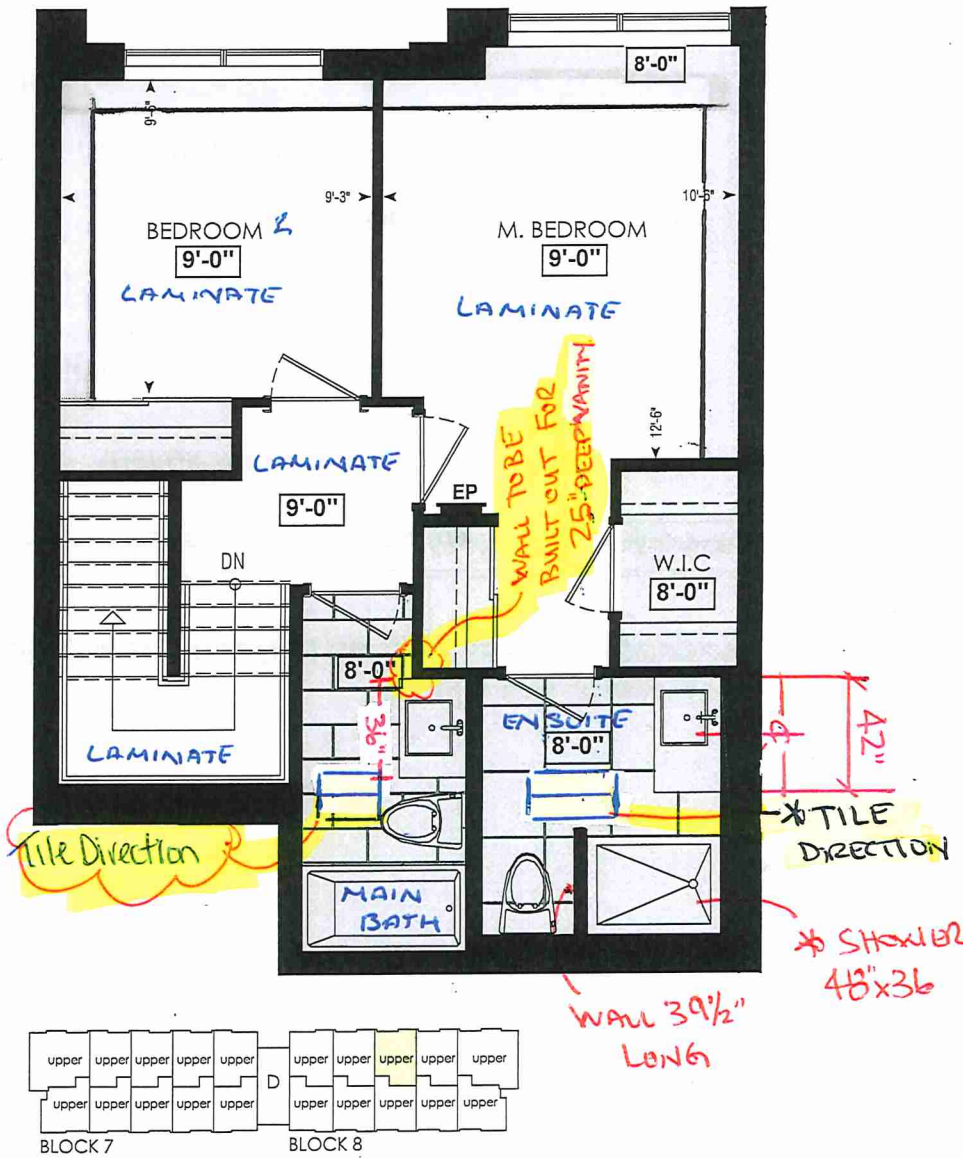 8'-0"
9'-6"
9'-3"
10'-6"
BEDROOM 2
9'-0"
LAMINATE
M. BEDROOM
9'-0"
LAMINATE
WALL TO BE
BUILT OUT FOR
25" DEEP VANITY
12'-6"
LAMINATE
9'-0"
EP
DN
W.I.C
8'-0"
8'-0"
36"
ENSUITE
8'-0"
₵
42"
LAMINATE
Tile Direction
* TILE
DIRECTION
MAIN
BATH
* SHOWER
48"x36
WALL 39½"
LONG
upper upper upper upper upper D upper upper upper upper upper
upper upper upper upper upper upper upper upper upper upper
BLOCK 7 BLOCK 8